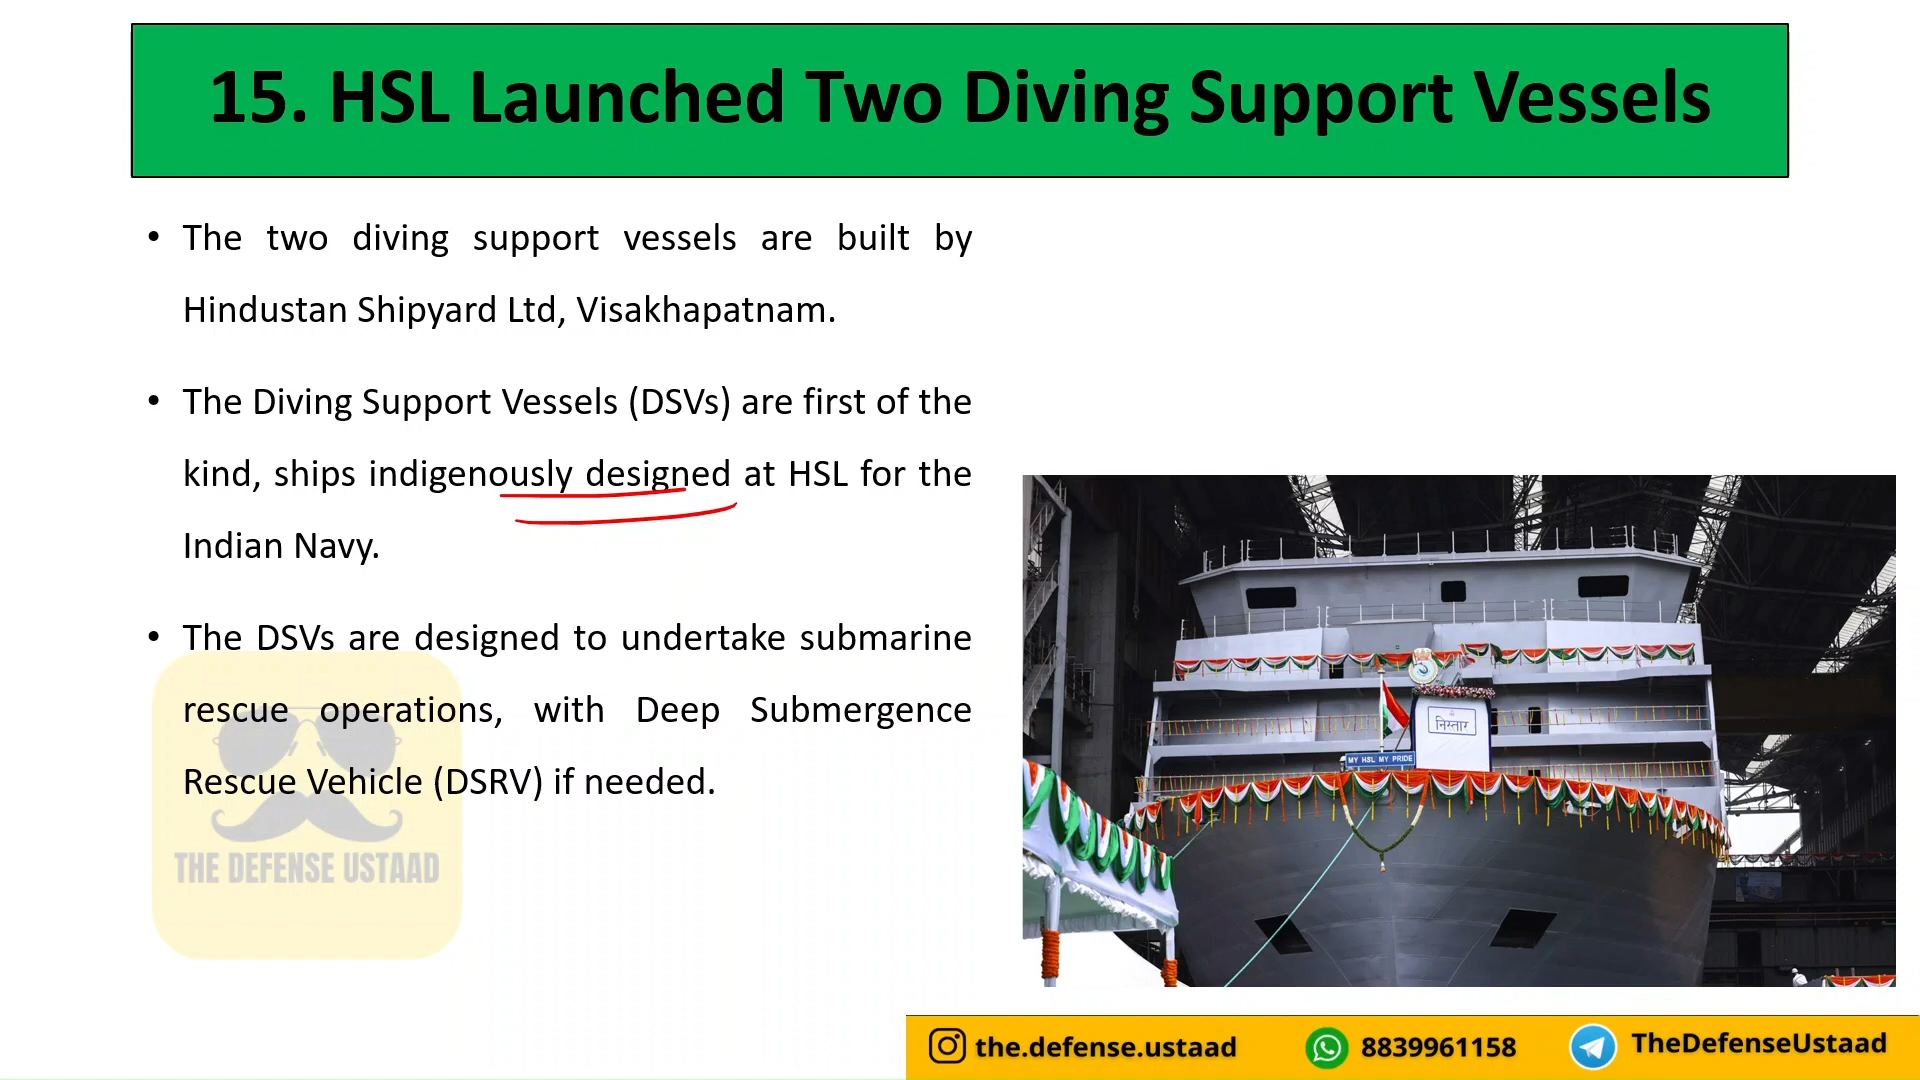 15. HSL Launched Two Diving Support Vessels
• The two diving support vessels are built by
Hindustan Shipyard Ltd, Visakhapatnam.
• The Diving Support Vessels (DSVs) are first of the
kind, ships indigenously designed at HSL for the
Indian Navy.
• The DSVs are designed to undertake submarine
rescue operations, with Deep Submergence
Rescue Vehicle (DSRV) if needed.
THE DEFENSE USTAAD
निस्तार
MY HSL MY PRIDE
the.defense.ustaad 8839961158 TheDefenseUstaad